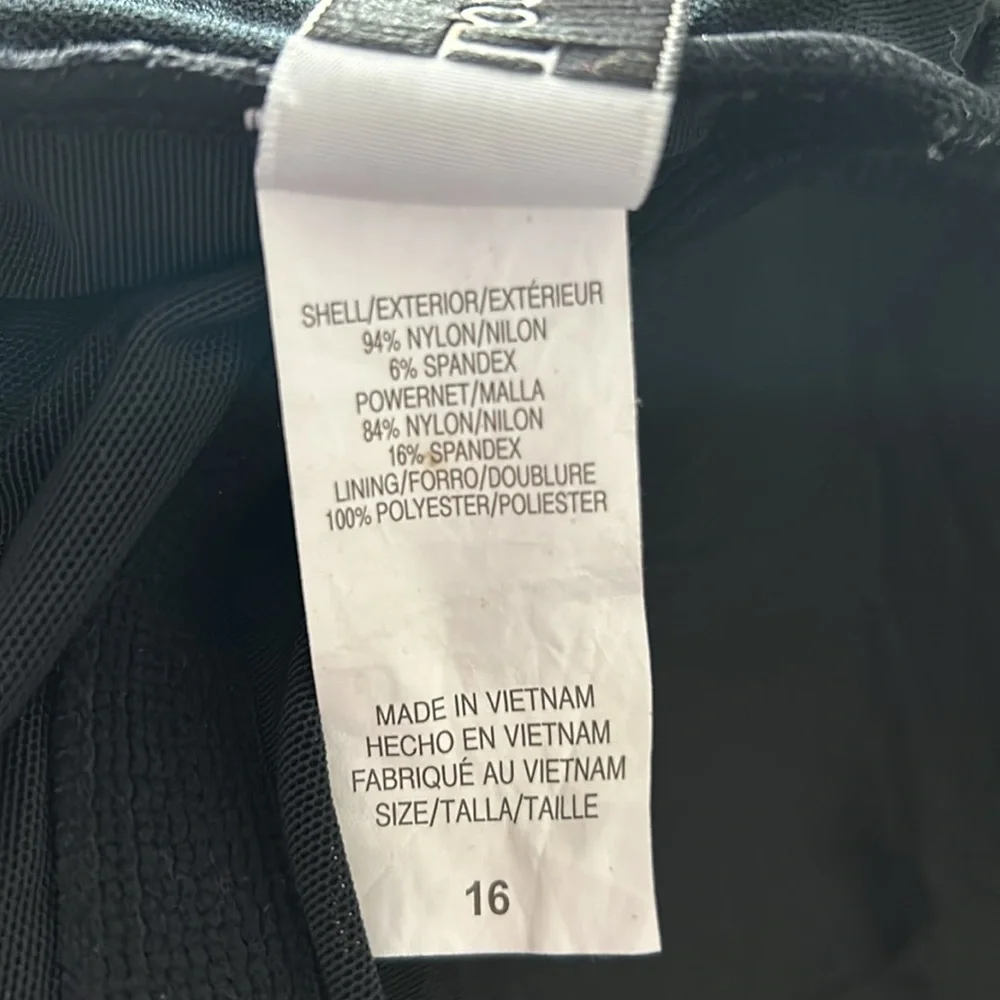 SHELL/EXTERIOR/EXTÉRIEUR
94% NYLON/NILON
6% SPANDEX
POWERNET/MALLA
84% NYLON/NILON
16% SPANDEX
LINING/FORRO/DOUBLURE
100% POLYESTER/POLIESTER
MADE IN VIETNAM
HECHO EN VIETNAM
FABRIQUÉ AU VIETNAM
SIZE/TALLA/TAILLE
16